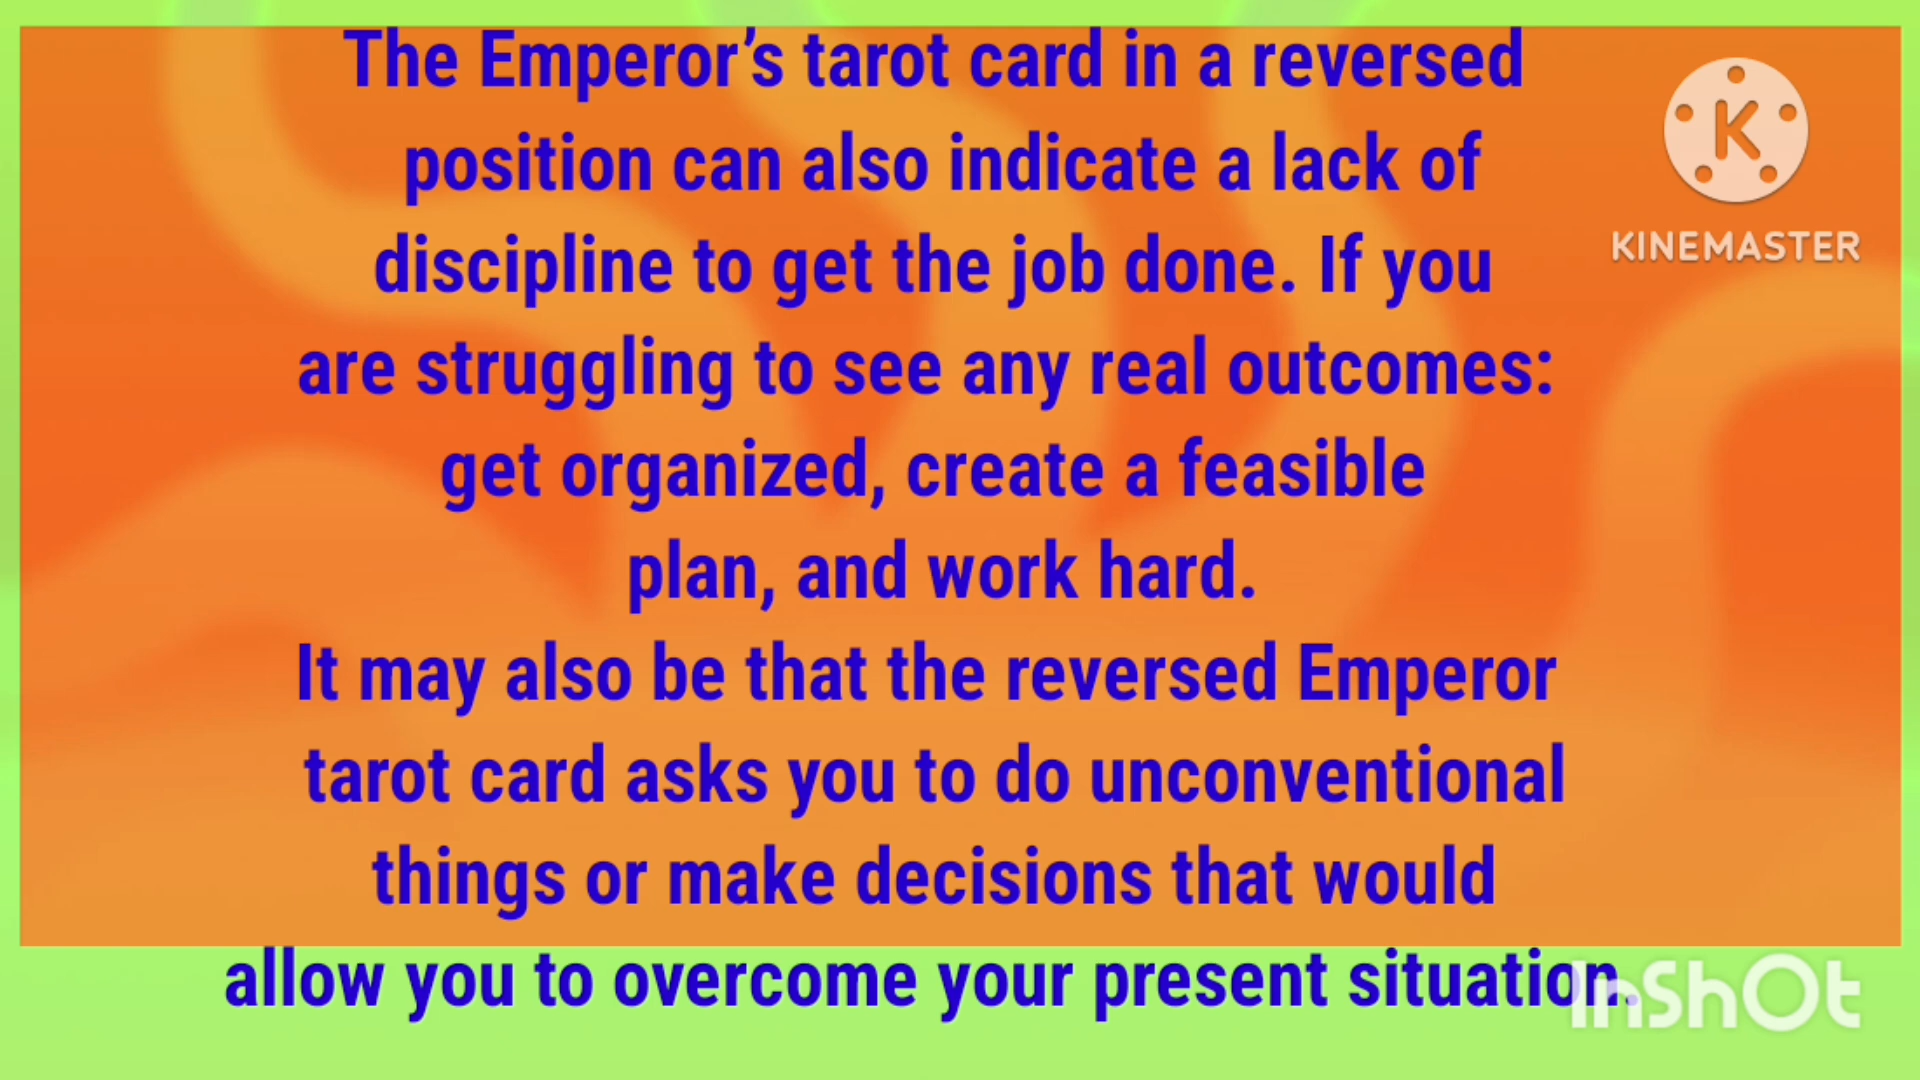 The Emperor’s tarot card in a reversed
position can also indicate a lack of
discipline to get the job done. If you
are struggling to see any real outcomes:
get organized, create a feasible
plan, and work hard.
It may also be that the reversed Emperor
tarot card asks you to do unconventional
things or make decisions that would
allow you to overcome your present situation.
K
KINEMASTER
InShOt